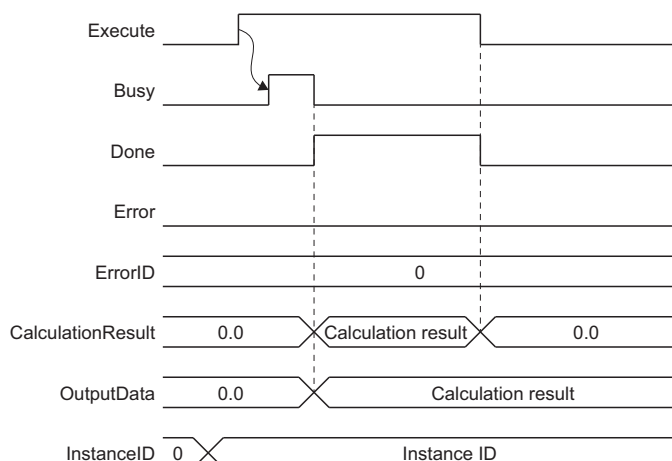 Execute
Busy
Done
Error
ErrorID 0
CalculationResult 0.0 Calculation result 0.0
OutputData 0.0 Calculation result
InstanceID 0 Instance ID